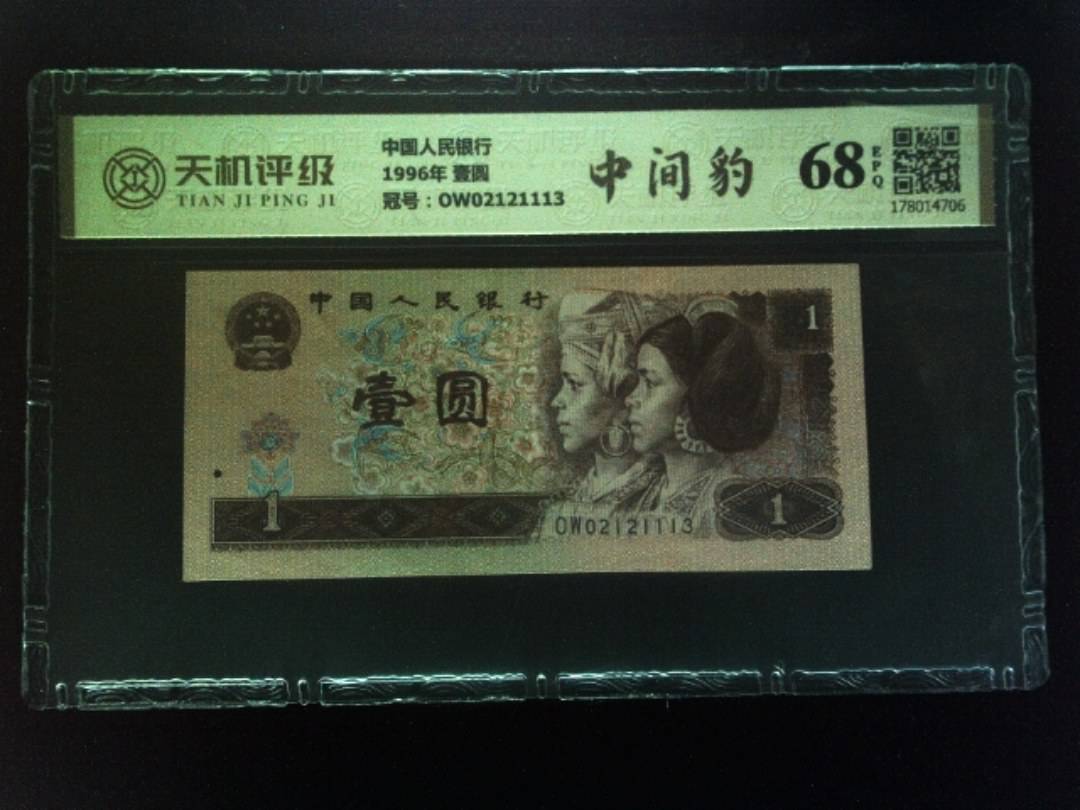 天机评级
TIAN JI PING JI
中国人民银行
1996年 壹圆
冠号：OW02121113
中间豹
68
EPQ
178014706
中国人民银行
1
壹圆
1
OW02121113
1